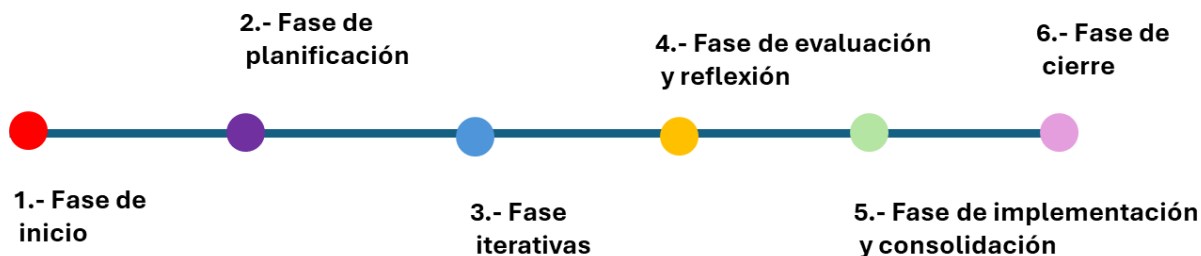 1.- Fase de
inicio
2.- Fase de
planificación
3.- Fase
iterativas
4.- Fase de evaluación
y reflexión
5.- Fase de implementación
y consolidación
6.- Fase de
cierre